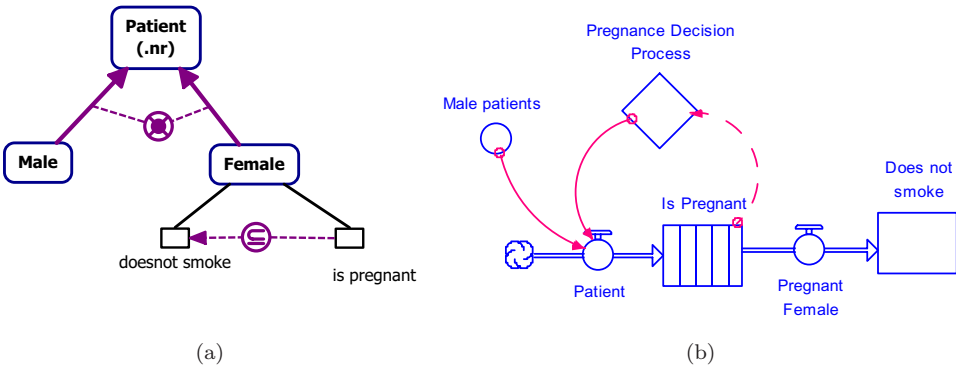 Patient
(.nr)
Male
Female
doesnot smoke
is pregnant
(a)
Pregnance Decision
Process
Male patients
Is Pregnant
Does not
smoke
Patient
Pregnant
Female
(b)